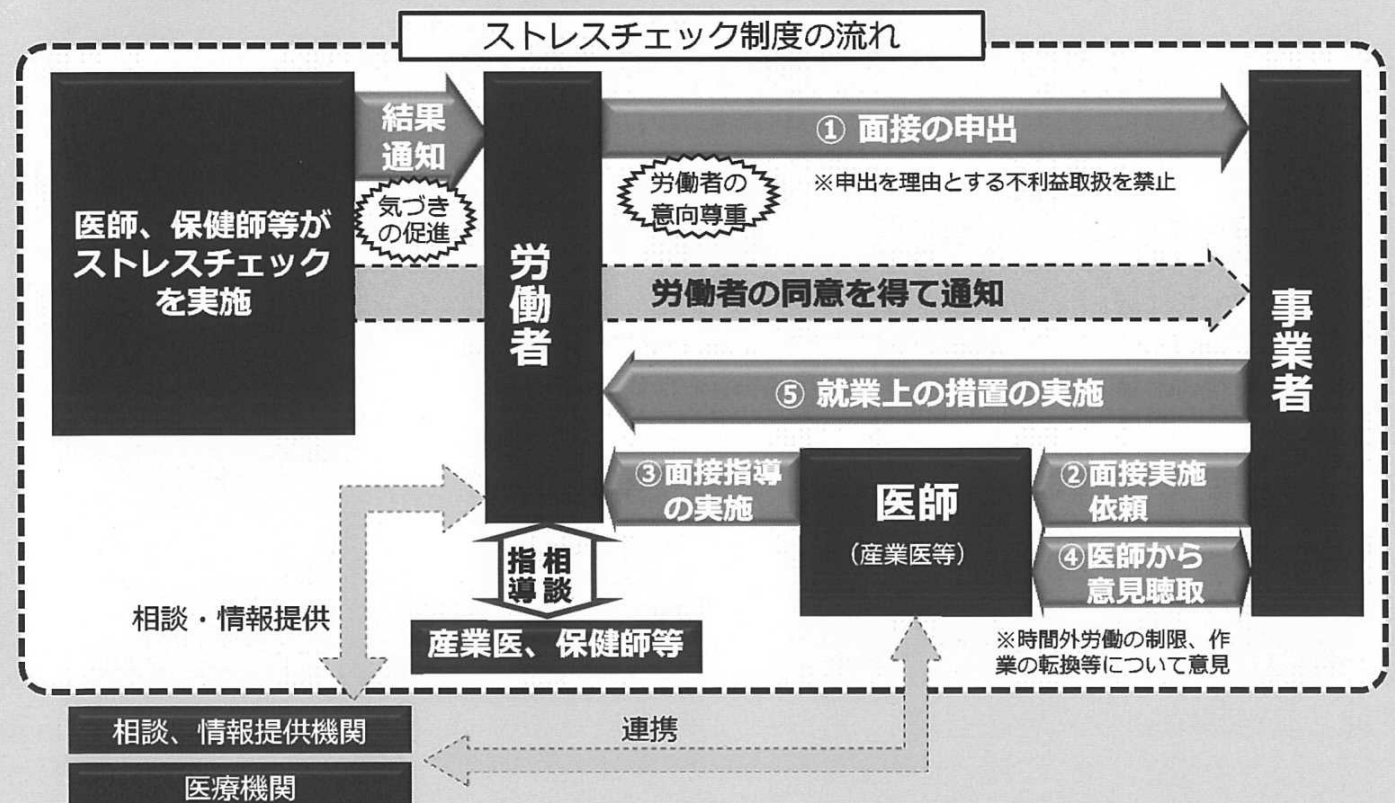 ストレスチェック制度の流れ
医師、保健師等が
ストレスチェック
を実施
結果
通知
気づき
の促進
労働者
① 面接の申出
労働者の
意向尊重
※申出を理由とする不利益取扱を禁止
労働者の同意を得て通知
事業者
⑤ 就業上の措置の実施
③面接指導
の実施
医師
(産業医等)
②面接実施
依頼
④医師から
意見聴取
※時間外労働の制限、作
業の転換等について意見
相談
指導
産業医、保健師等
相談・情報提供
相談、情報提供機関
医療機関
連携